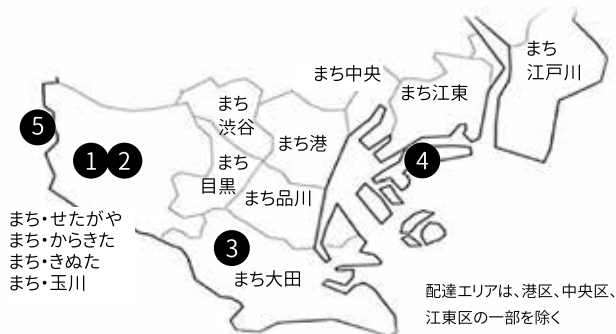 まち
江戸川
まち中央
まち江東
まち
渋谷
まち港
まち
目黒
まち品川
5
1 2
4
3
まち大田
まち・せたがや
まち・からきた
まち・きぬた
まち・玉川
配達エリアは、港区、中央区、
江東区の一部を除く